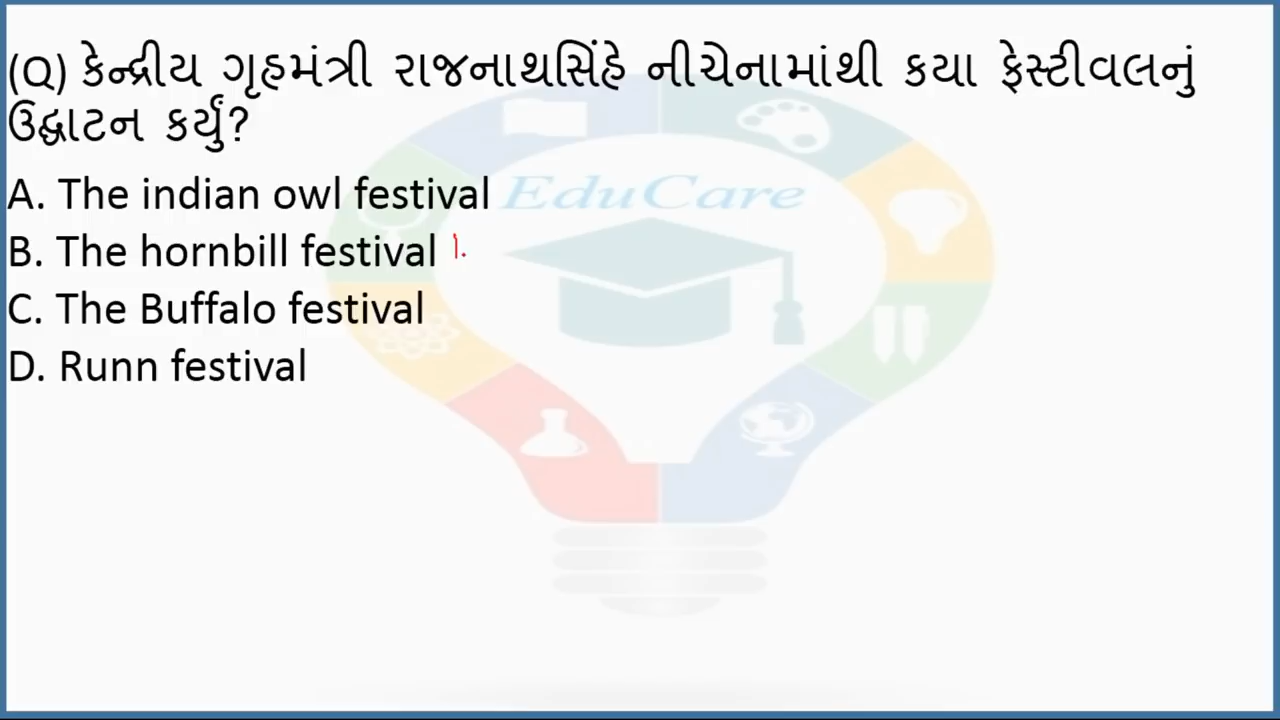 (Q) કેન્દ્રીય ગૃહમંત્રી રાજનાથસિંહે નીચેનામાંથી કયા ફેસ્ટીવલનું
ઉદ્ઘાટન કર્યું?
A. The indian owl festival
EduCare
B. The hornbill festival
C. The Buffalo festival
D. Runn festival